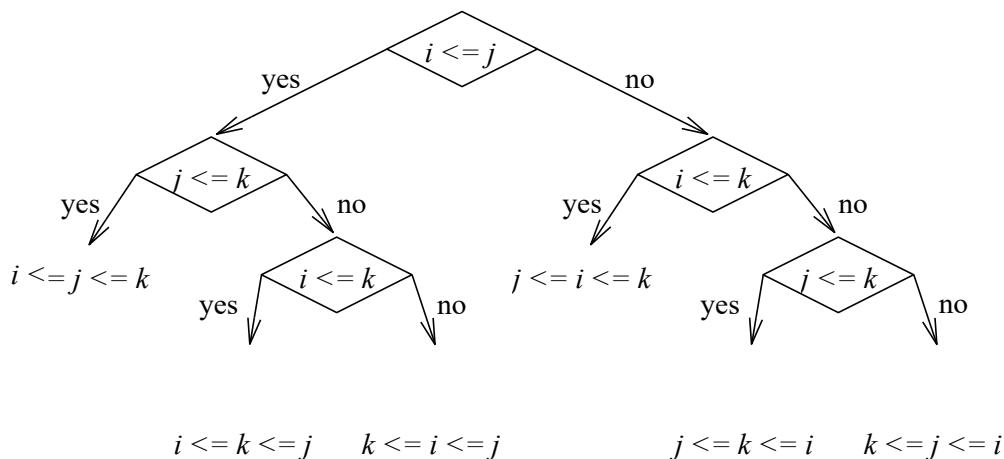 i <= j
yes
no
j <= k
i <= k
yes
no
yes
no
i <= j <= k
i <= k
j <= i <= k
j <= k
yes
no
yes
no
i <= k <= j
k <= i <= j
j <= k <= i
k <= j <= i